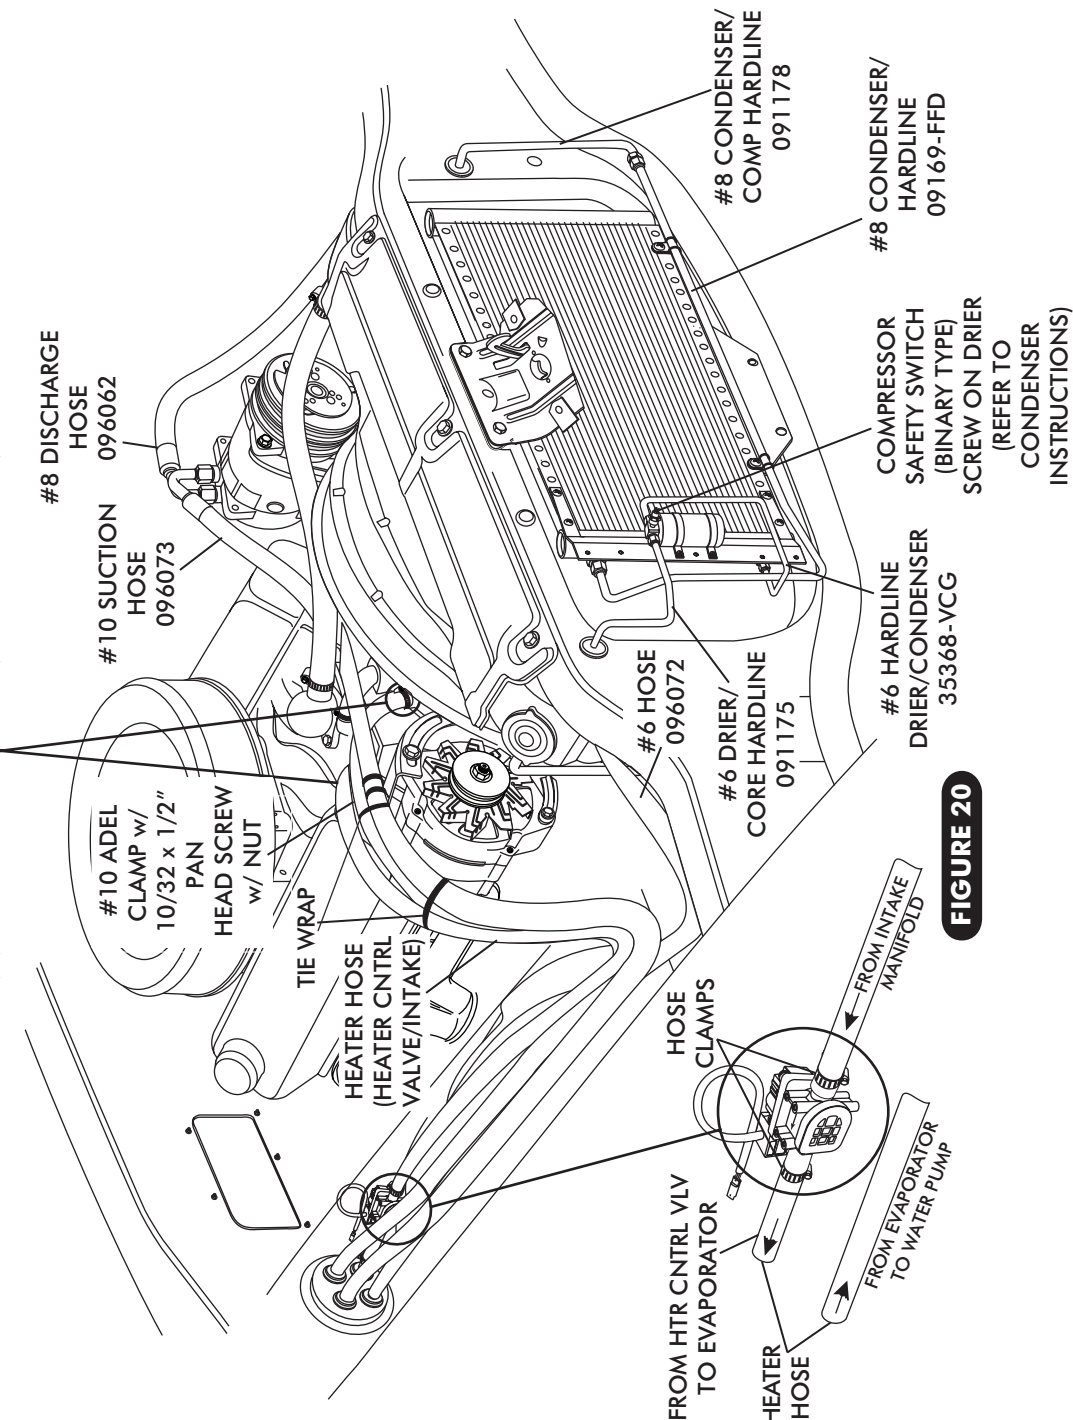 #8 DISCHARGE
HOSE
096062
#10 SUCTION
HOSE
096073
#10 ADEL
CLAMP w/
10/32 x 1/2”
PAN
HEAD SCREW
w/ NUT
TIE WRAP
HEATER HOSE
(HEATER CNTRL
VALVE/INTAKE)
#8 CONDENSER/
COMP HARDLINE
091178
#8 CONDENSER/
HARDLINE
09169-FFD
COMPRESSOR
SAFETY SWITCH
(BINARY TYPE)
SCREW ON DRIER
(REFER TO
CONDENSER
INSTRUCTIONS)
#6 HARDLINE
DRIER/CONDENSER
35368-VCG
#6 HOSE
096072
#6 DRIER/
CORE HARDLINE
091175
HOSE
CLAMPS
FROM INTAKE
MANIFOLD
FROM HTR CNTRL VLV
TO EVAPORATOR
FROM EVAPORATOR
TO WATER PUMP
HEATER
HOSE
FIGURE 20